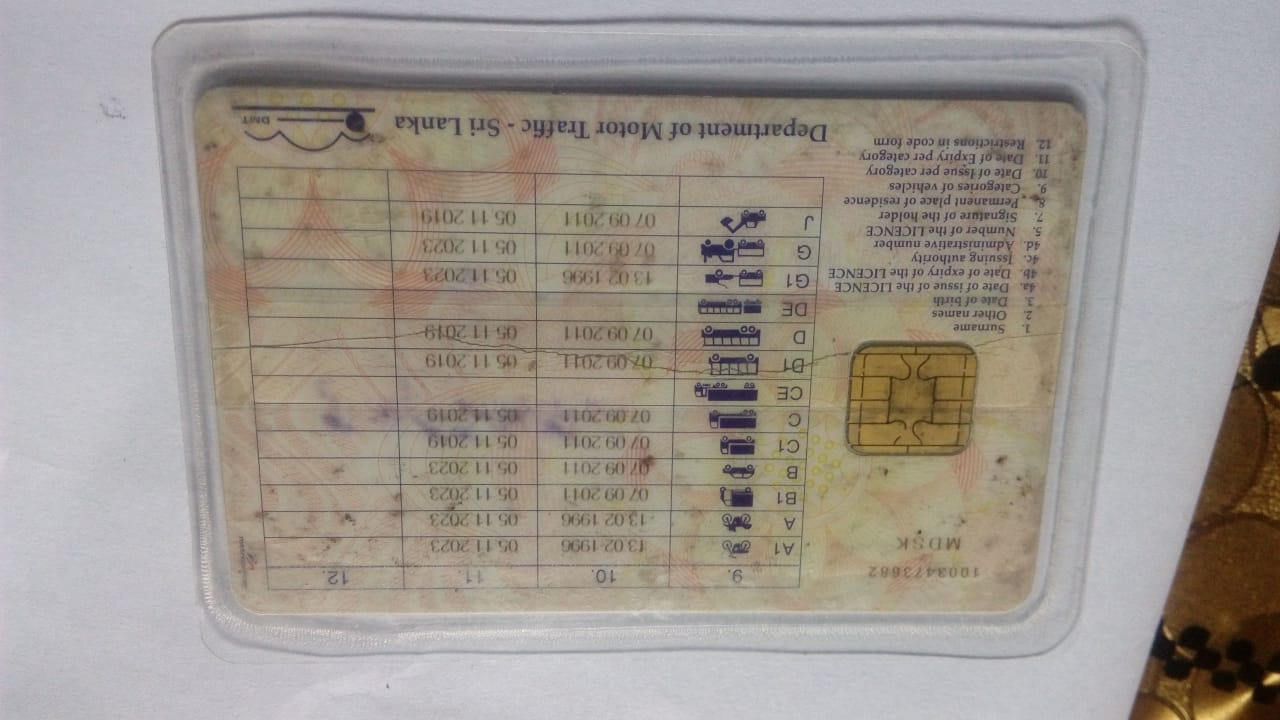 1003473682
MDSK
9. 10. 11. 12.
A1 13 02 1996 05 11 2023
A 13 02 1996 05 11 2023
B1 07 09 2011 05 11 2023
B 07 09 2011 05 11 2023
C1 07 09 2011 05 11 2019
C 07 09 2011 05 11 2019
CE
D1 07 09 2011 05 11 2019
D 07 09 2011 05 11 2019
DE
G1 13 02 1996 05 11 2023
G 07 09 2011 05 11 2023
J 07 09 2011 05 11 2019
1. Surname
2. Other names
3. Date of birth
4a. Date of issue of the LICENCE
4b. Date of expiry of the LICENCE
4c. Issuing authority
4d. Administrative number
5. Number of the LICENCE
7. Signature of the holder
8. Permanent place of residence
9. Categories of vehicles
10. Date of Issue per category
11. Date of Expiry per category
12. Restrictions in code form
Department of Motor Traffic - Sri Lanka
DMT